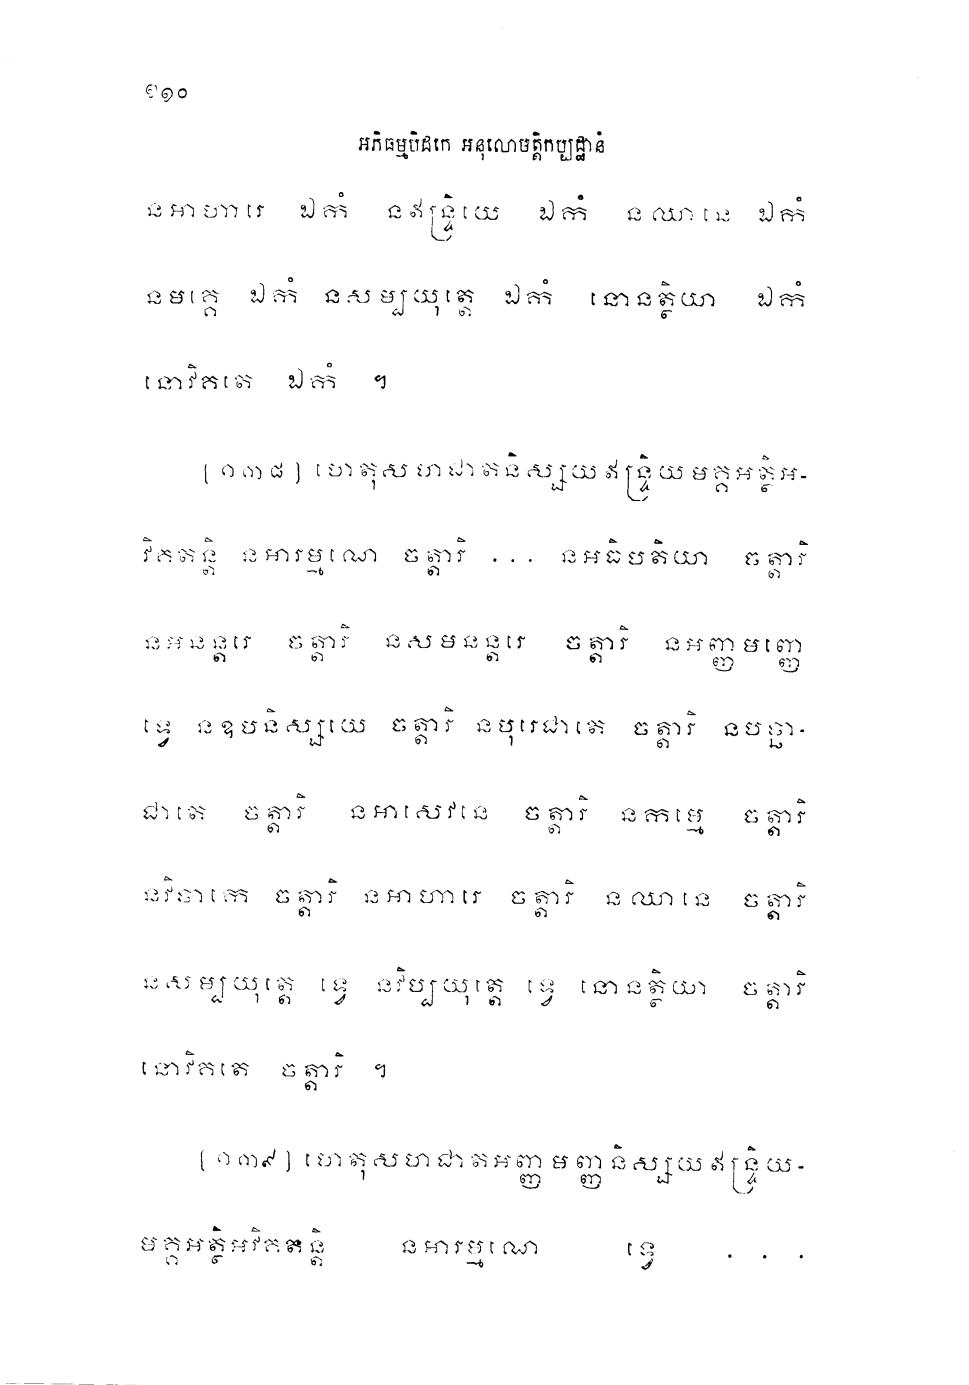 ៩១០
អភិធម្មបិដកេ អនុលោមត្តិកប្បដ្ឋានំ
នអាហារេ ឯកំ នឥន្ទ្រិយេ ឯកំ នឈានេ ឯកំ
នមគ្គេ ឯកំ នសម្បយុត្តេ ឯកំ នោនត្ថិយា ឯកំ
នោវិគតេ ឯកំ ។
[១៣៨] ហេតុសហជាតនិស្សយឥន្ទ្រិយមគ្គអត្ថិអ-
វិគតន្តិ នអារម្មណេ ចត្តារិ ... នអធិបតិយា ចត្តារិ
នអនន្តរេ ចត្តារិ នសមនន្តរេ ចត្តារិ នអញ្ញមញ្ញេ
ទ្វេ នឧបនិស្សយេ ចត្តារិ នបុរេជាតេ ចត្តារិ នបច្ឆា-
ជាតេ ចត្តារិ នអាសេវនេ ចត្តារិ នកម្មេ ចត្តារិ
នវិបាកេ ចត្តារិ នអាហារេ ចត្តារិ នឈានេ ចត្តារិ
នសម្បយុត្តេ ទ្វេ នវិប្បយុត្តេ ទ្វេ នោនត្ថិយា ចត្តារិ
នោវិគតេ ចត្តារិ ។
[១៣៩] ហេតុសហជាតអញ្ញមញ្ញនិស្សយឥន្ទ្រិយ-
មគ្គអត្ថិអវិគតន្តិ នអារម្មណេ ទ្វេ ...